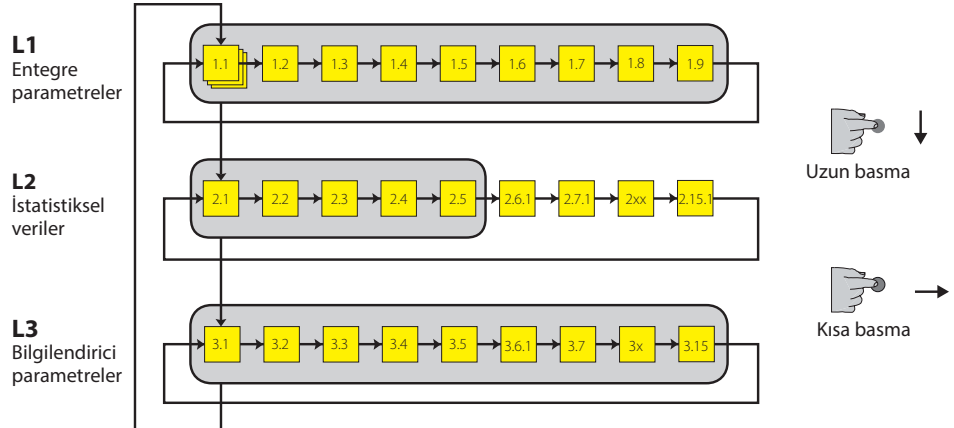 L1
Entegre
parametreler
1.1 1.2 1.3 1.4 1.5 1.6 1.7 1.8 1.9
Uzun basma
L2
İstatistiksel
veriler
2.1 2.2 2.3 2.4 2.5 2.6.1 2.7.1 2xx 2.15.1
Kısa basma
L3
Bilgilendirici
parametreler
3.1 3.2 3.3 3.4 3.5 3.6.1 3.7 3x 3.15